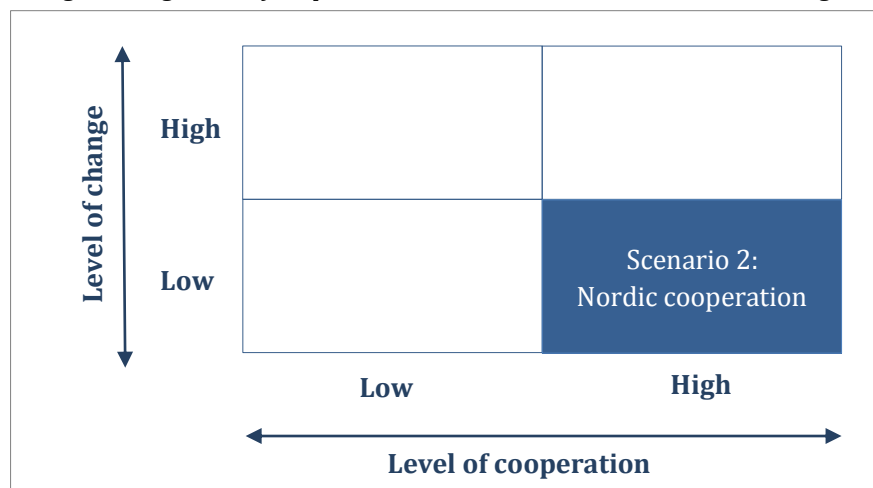 Level of change
High
Low
Scenario 2:
Nordic cooperation
Low
High
Level of cooperation